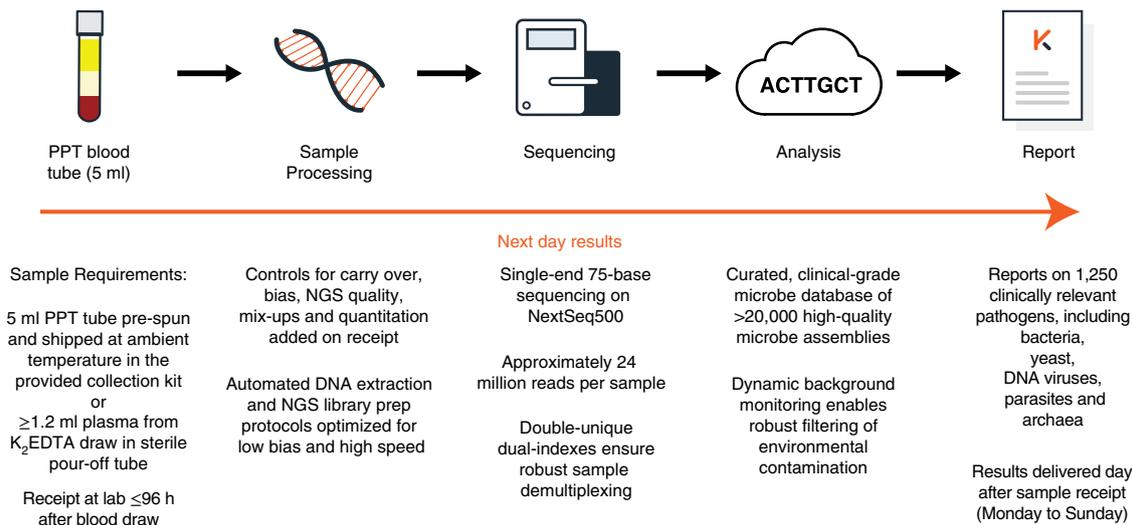 ACTTGCT
K
PPT blood
tube (5 ml)
Sample
Processing
Sequencing
Analysis
Report
Next day results
Sample Requirements:
5 ml PPT tube pre-spun
and shipped at ambient
temperature in the
provided collection kit
or
≥1.2 ml plasma from
K₂EDTA draw in sterile
pour-off tube
Receipt at lab ≤96 h
after blood draw
Controls for carry over,
bias, NGS quality,
mix-ups and quantitation
added on receipt
Automated DNA extraction
and NGS library prep
protocols optimized for
low bias and high speed
Single-end 75-base
sequencing on
NextSeq500
Approximately 24
million reads per sample
Double-unique
dual-indexes ensure
robust sample
demultiplexing
Curated, clinical-grade
microbe database of
>20,000 high-quality
microbe assemblies
Dynamic background
monitoring enables
robust filtering of
environmental
contamination
Reports on 1,250
clinically relevant
pathogens, including
bacteria,
yeast,
DNA viruses,
parasites and
archaea
Results delivered day
after sample receipt
(Monday to Sunday)